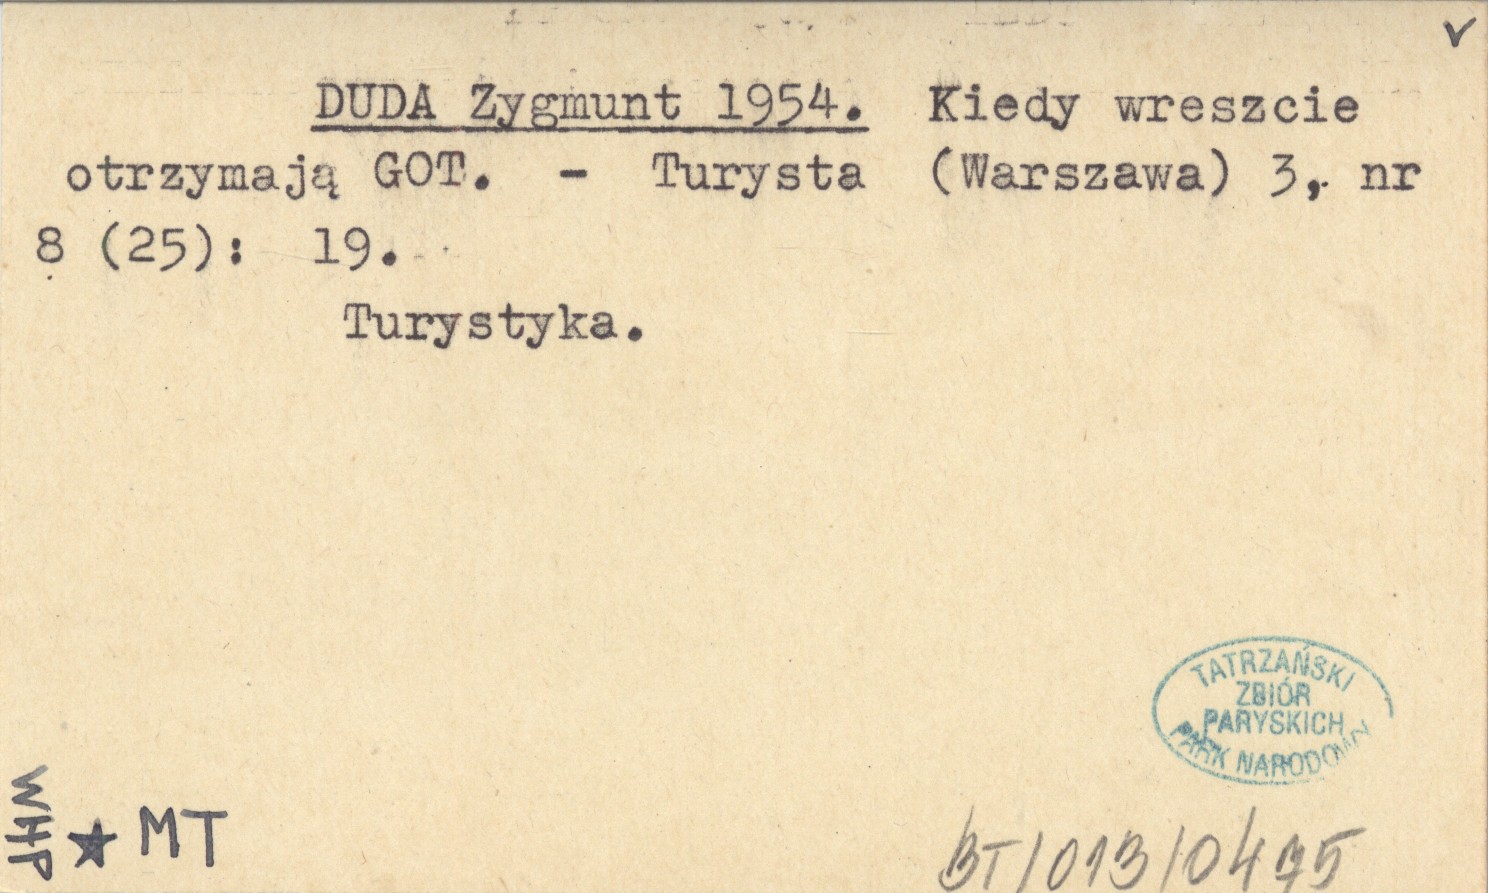 ✓
DUDA Zygmunt 1954. Kiedy wreszcie
otrzymają GOT. - Turysta (Warszawa) 3, nr
8 (25): 19.
Turystyka.
TATRZAŃSKI
ZBIÓR
PARYSKICH
PARK NARODOWY
WHP
★ MT
BT/013/0475